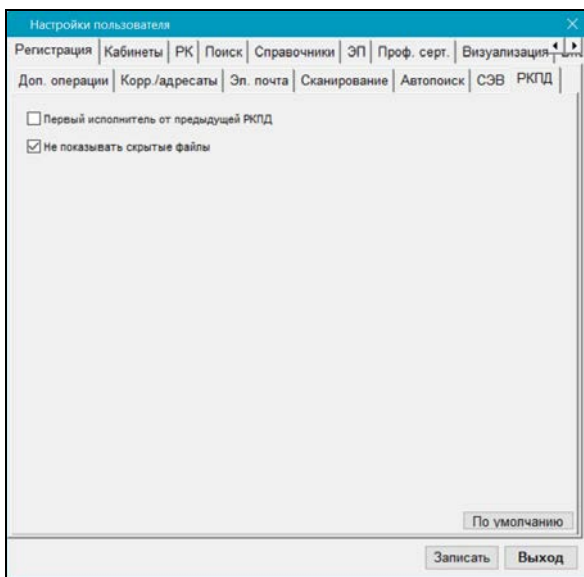 Настройки пользователя
Регистрация Кабинеты РК Поиск Справочники ЭП Проф. серт. Визуализация
Доп. операции Корр./адресаты Эл. почта Сканирование Автопоиск СЭВ РКПД
Первый исполнитель от предыдущей РКПД
Не показывать скрытые файлы
По умолчанию
Записать Выход